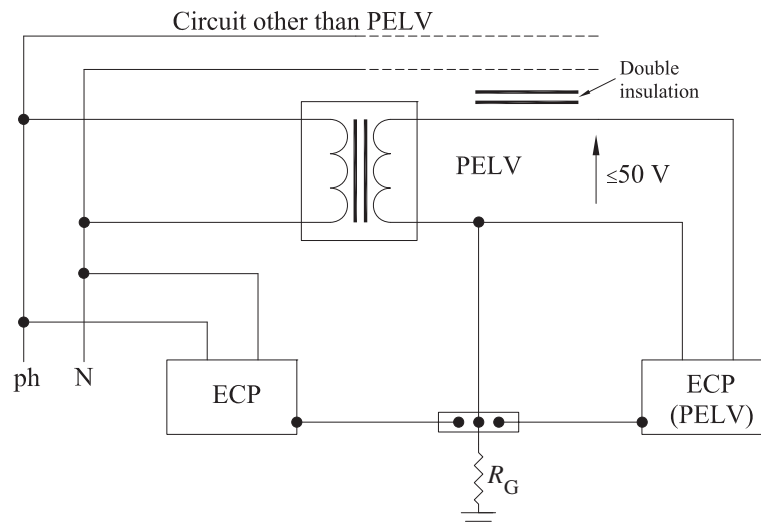 Circuit other than PELV
Double
insulation
PELV
≤50 V
ph
N
ECP
ECP
(PELV)
R_G